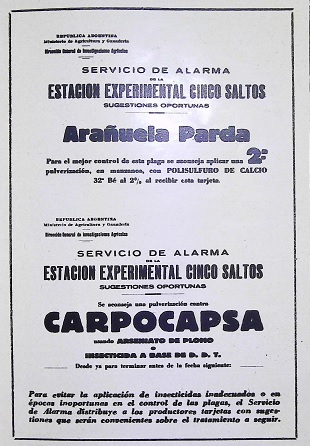 REPUBLICA ARGENTINA
Ministerio de Agricultura y Ganadería
Dirección General de Investigaciones Agrícolas
SERVICIO DE ALARMA
DE LA
ESTACION EXPERIMENTAL CINCO SALTOS
SUGESTIONES OPORTUNAS
Arañuela Parda
Para el mejor control de esta plaga se aconseja aplicar una 2ª
pulverización, en manzanos, con POLISULFURO DE CALCIO
32º Bé al 2%, al recibir esta tarjeta.
REPUBLICA ARGENTINA
Ministerio de Agricultura y Ganadería
Dirección General de Investigaciones Agrícolas
SERVICIO DE ALARMA
DE LA
ESTACION EXPERIMENTAL CINCO SALTOS
SUGESTIONES OPORTUNAS
Se aconseja una pulverización contra
CARPOCAPSA
usando ARSENIATO DE PLOMO
o
INSECTICIDA A BASE DE D. D. T.
Desde ya para terminar antes de la fecha siguiente:
Para evitar la aplicación de insecticidas inadecuados o en
épocas inoportunas en el control de las plagas, el Servicio
de Alarma distribuye a los productores tarjetas con suges-
tiones que serán convenientes sobre el tratamiento a seguir.